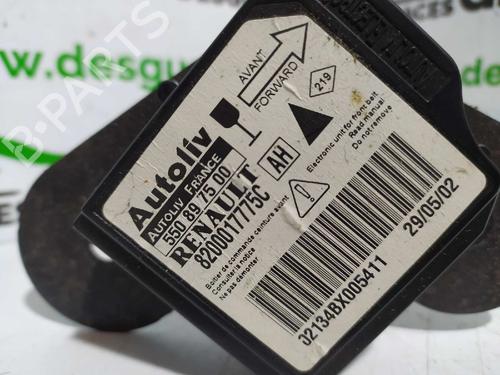 Autoliv
AUTOLIV FRANCE
550 89 75 00
RENAULT
8200017775C
AVANT
FORWARD
219
AH
Boitier de commande ceinture avant
Consulter la notice
Ne pas démonter
Electronic unit for front belt
Read manual
Do not remove
29/05/02
02134BX005411
B-PARTS
www.desgu